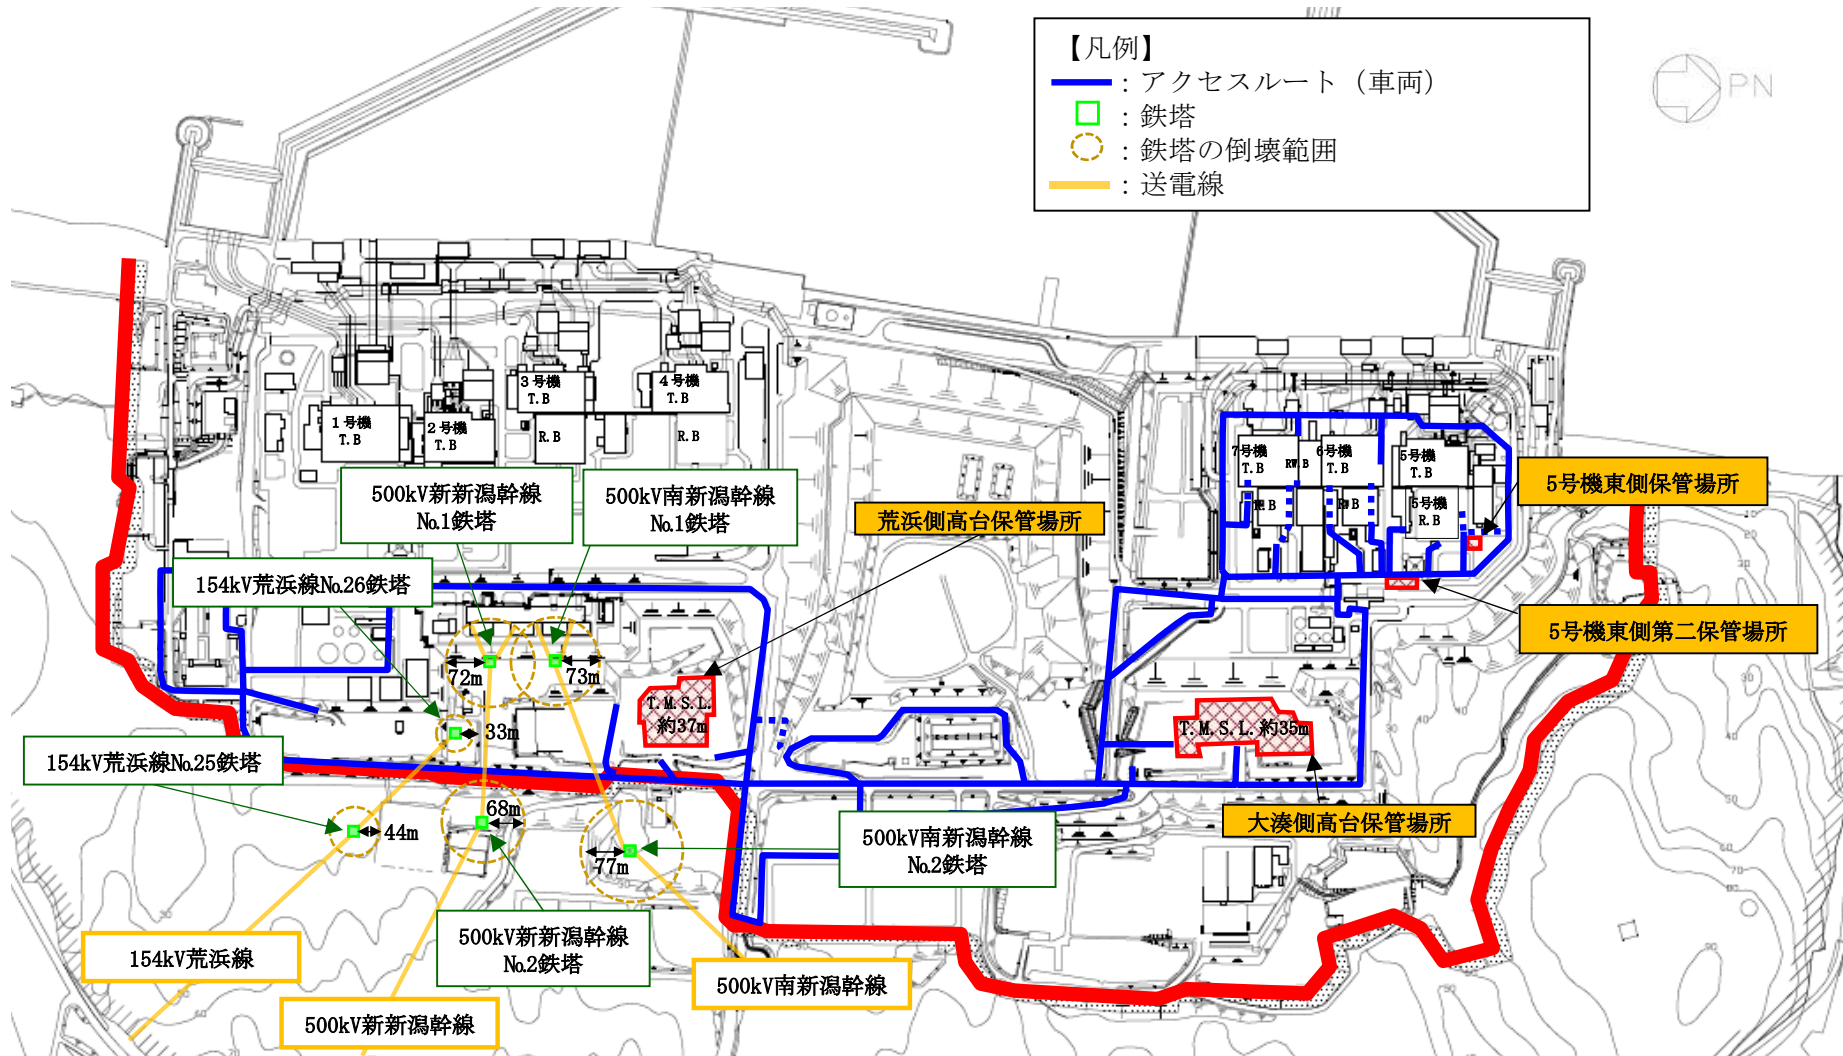 【凡例】
：アクセスルート（車両）
：鉄塔
：鉄塔の倒壊範囲
：送電線
PN
1号機
T.B
2号機
T.B
3号機
T.B
R.B
4号機
T.B
R.B
7号機
T.B
RW.B
6号機
T.B
5号機
T.B
5号機
R.B
500kV新新潟幹線
No.1鉄塔
500kV南新潟幹線
No.1鉄塔
荒浜側高台保管場所
5号機東側保管場所
5号機東側第二保管場所
154kV荒浜線No.26鉄塔
72m
73m
33m
T.M.S.L.
約37m
T.M.S.L.約35m
154kV荒浜線No.25鉄塔
44m
68m
77m
大湊側高台保管場所
500kV南新潟幹線
No.2鉄塔
500kV新新潟幹線
No.2鉄塔
154kV荒浜線
500kV南新潟幹線
500kV新新潟幹線